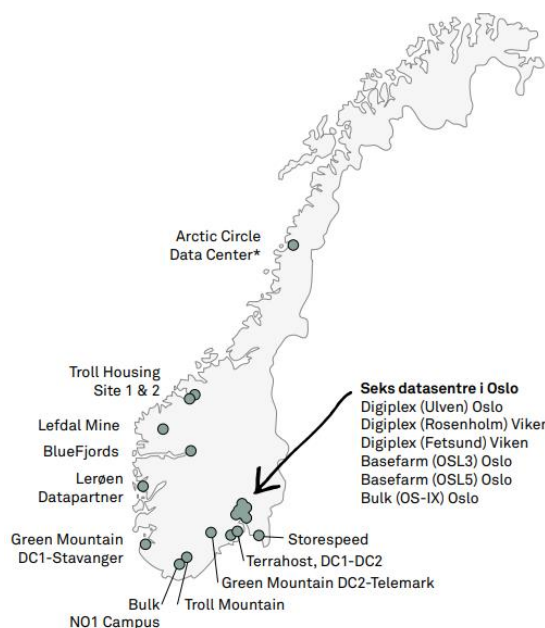 Arctic Circle
Data Center*
Troll Housing
Site 1 & 2
Lefdal Mine
BlueFjords
Lerøen
Datapartner
Green Mountain
DC1-Stavanger
Bulk
NO1 Campus
Troll Mountain
Green Mountain DC2-Telemark
Terrahost, DC1-DC2
Storespeed
Seks datasentre i Oslo
Digiplex (Ulven) Oslo
Digiplex (Rosenholm) Viken
Digiplex (Fetsund) Viken
Basefarm (OSL3) Oslo
Basefarm (OSL5) Oslo
Bulk (OS-IX) Oslo